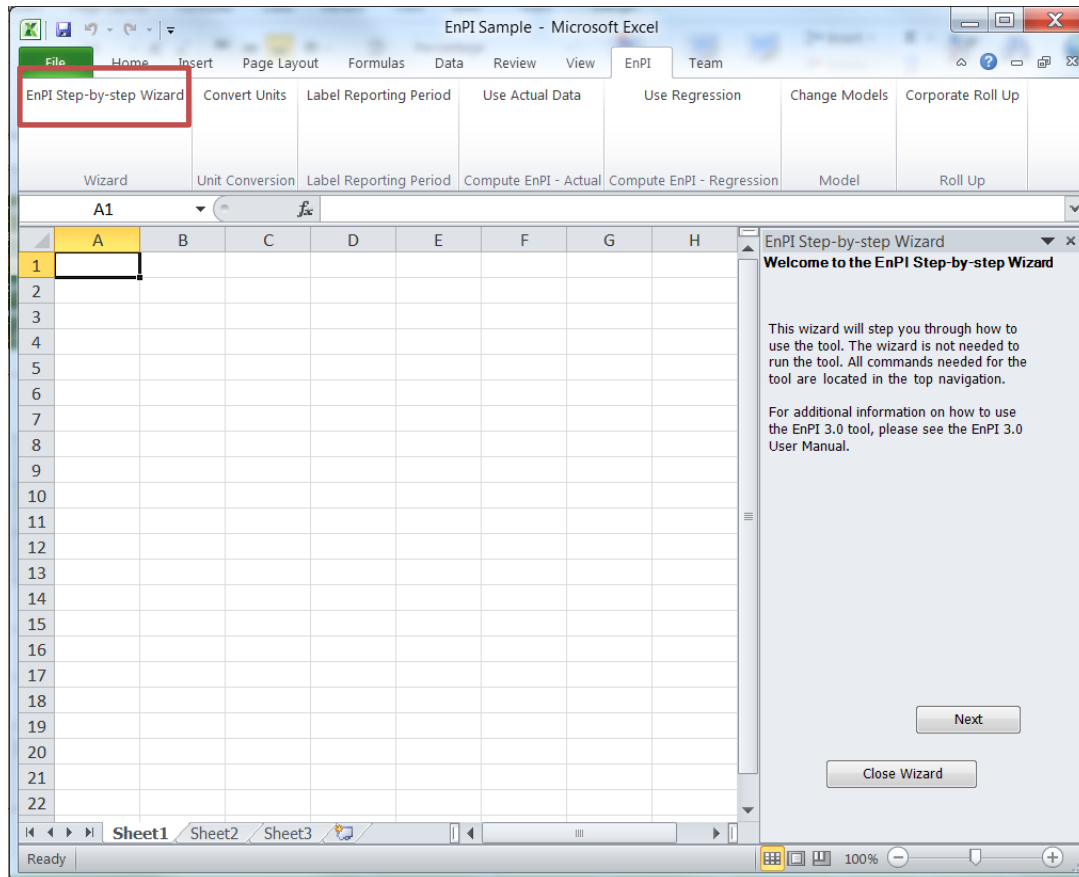 EnPI Sample - Microsoft Excel
File Home Insert Page Layout Formulas Data Review View EnPI Team
EnPI Step-by-step Wizard Convert Units Label Reporting Period Use Actual Data Use Regression Change Models Corporate Roll Up
Wizard Unit Conversion Label Reporting Period Compute EnPI - Actual Compute EnPI - Regression Model Roll Up
A1 fx
A B C D E F G H
EnPI Step-by-step Wizard
Welcome to the EnPI Step-by-step Wizard
This wizard will step you through how to
use the tool. The wizard is not needed to
run the tool. All commands needed for the
tool are located in the top navigation.
For additional information on how to use
the EnPI 3.0 tool, please see the EnPI 3.0
User Manual.
Next
Close Wizard
1
2
3
4
5
6
7
8
9
10
11
12
13
14
15
16
17
18
19
20
21
22
Sheet1 Sheet2 Sheet3
Ready 100%